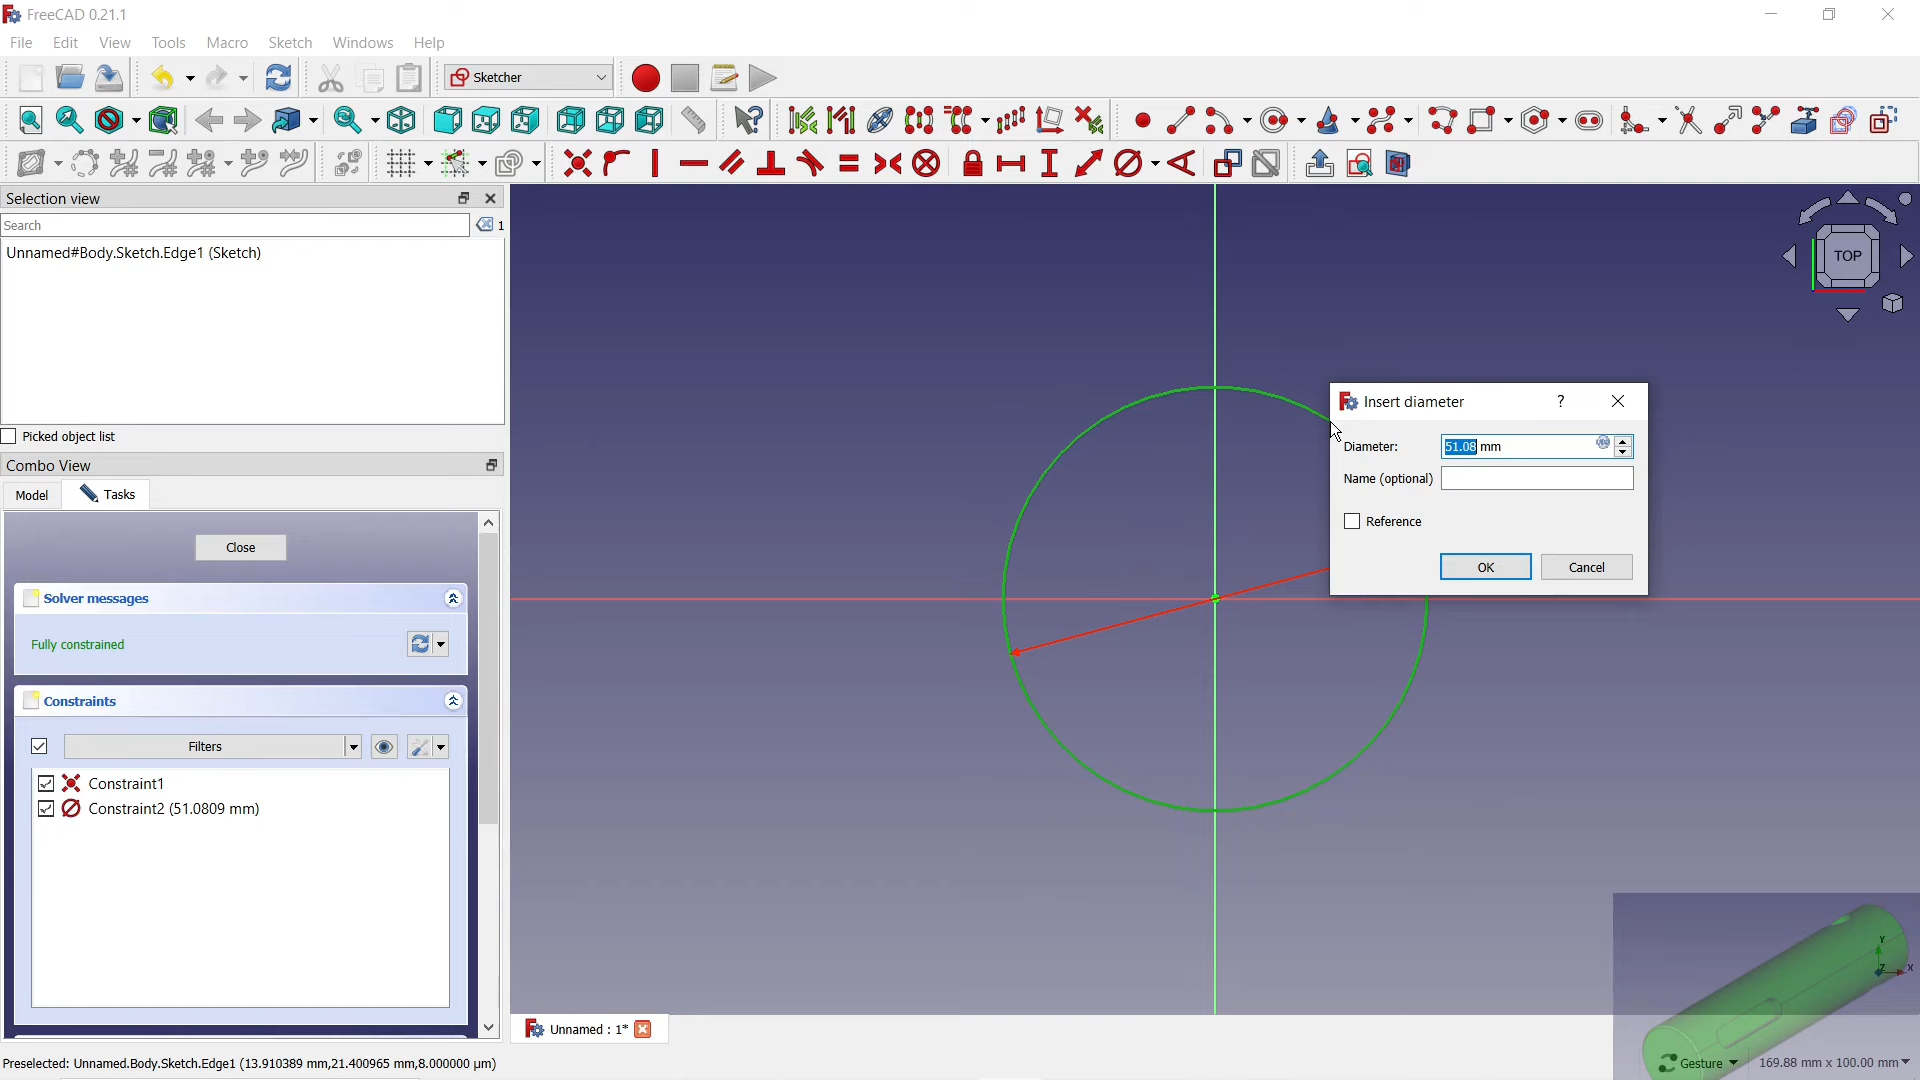 FreeCAD 0.21.1
File Edit View Tools Macro Sketch Windows Help
Sketcher
Selection view
Search 1
Unnamed#Body.Sketch.Edge1 (Sketch)
Picked object list
Combo View
Model Tasks
Close
Solver messages
Fully constrained
Constraints
Filters
Constraint1
Constraint2 (51.0809 mm)
TOP
Insert diameter ?
Diameter: 51.08 mm
Name (optional)
Reference
OK Cancel
Y
Z X
Unnamed : 1*
Preselected: Unnamed.Body.Sketch.Edge1 (13.910389 mm,21.400965 mm,8.000000 µm)
Gesture 169.88 mm x 100.00 mm